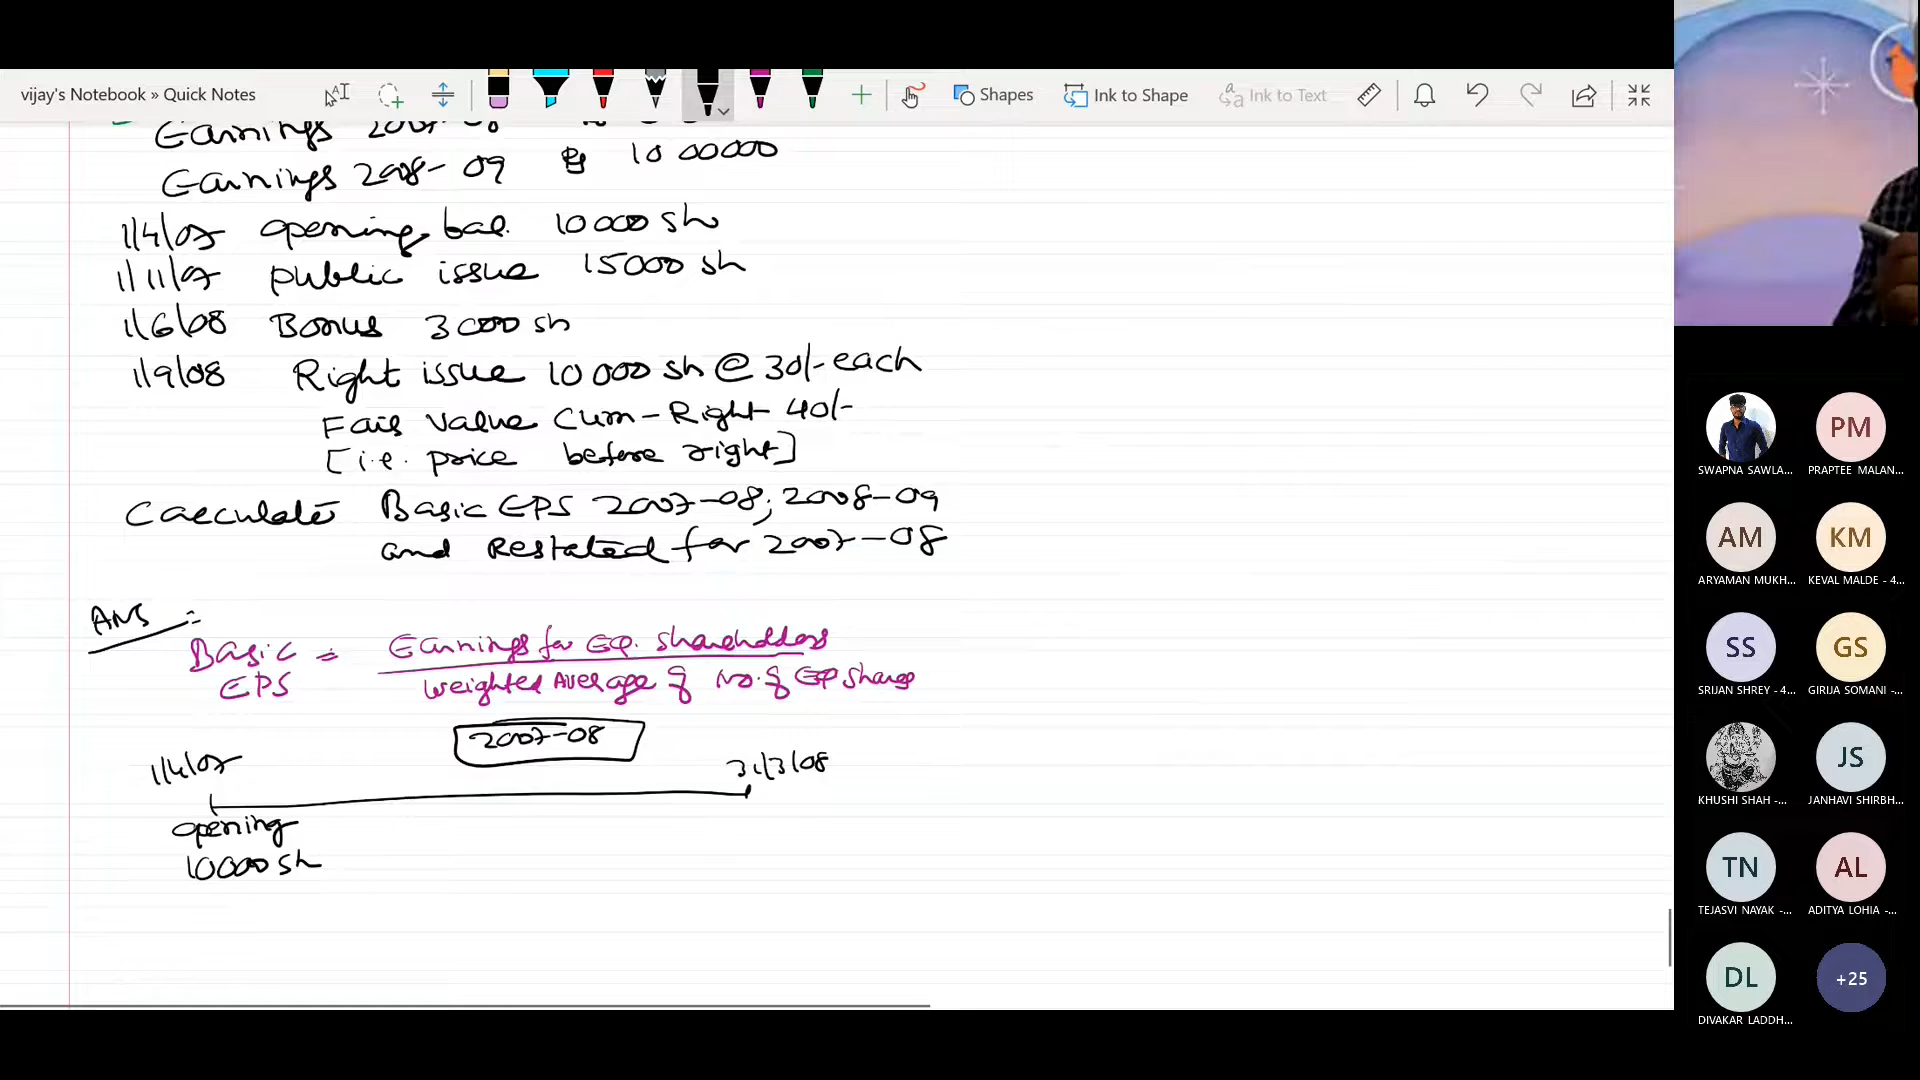 vijay's Notebook » Quick Notes
Shapes
Ink to Shape
Ink to Text
Earnings 2007-08
Earnings 2008-09 Rs 1000000
1/4/07 opening bal. 10000 sh
1/11/07 public issue 15000 sh
1/6/08 Bonus 3000 sh
1/9/08 Right issue 10000 sh @ 30/- each
Fair value Cum-Right 40/-
[i.e. price before right]
Calculate Basic EPS 2007-08; 2008-09
and Restated for 2007-08
Ans =
Basic EPS = Earnings for Eq. shareholders
Weighted Average of No. of Eq shares
2007-08
1/4/07 31/3/08
opening
10000 sh
SWAPNA SAWLA...
PM
PRAPTEE MALAN...
AM
ARYAMAN MUKH...
KM
KEVAL MALDE - 4...
SS
SRIJAN SHREY - 4...
GS
GIRIJA SOMANI -...
KHUSHI SHAH -...
JS
JANHAVI SHIRBH...
TN
TEJASVI NAYAK -...
AL
ADITYA LOHIA -...
DL
DIVAKAR LADDH...
+25